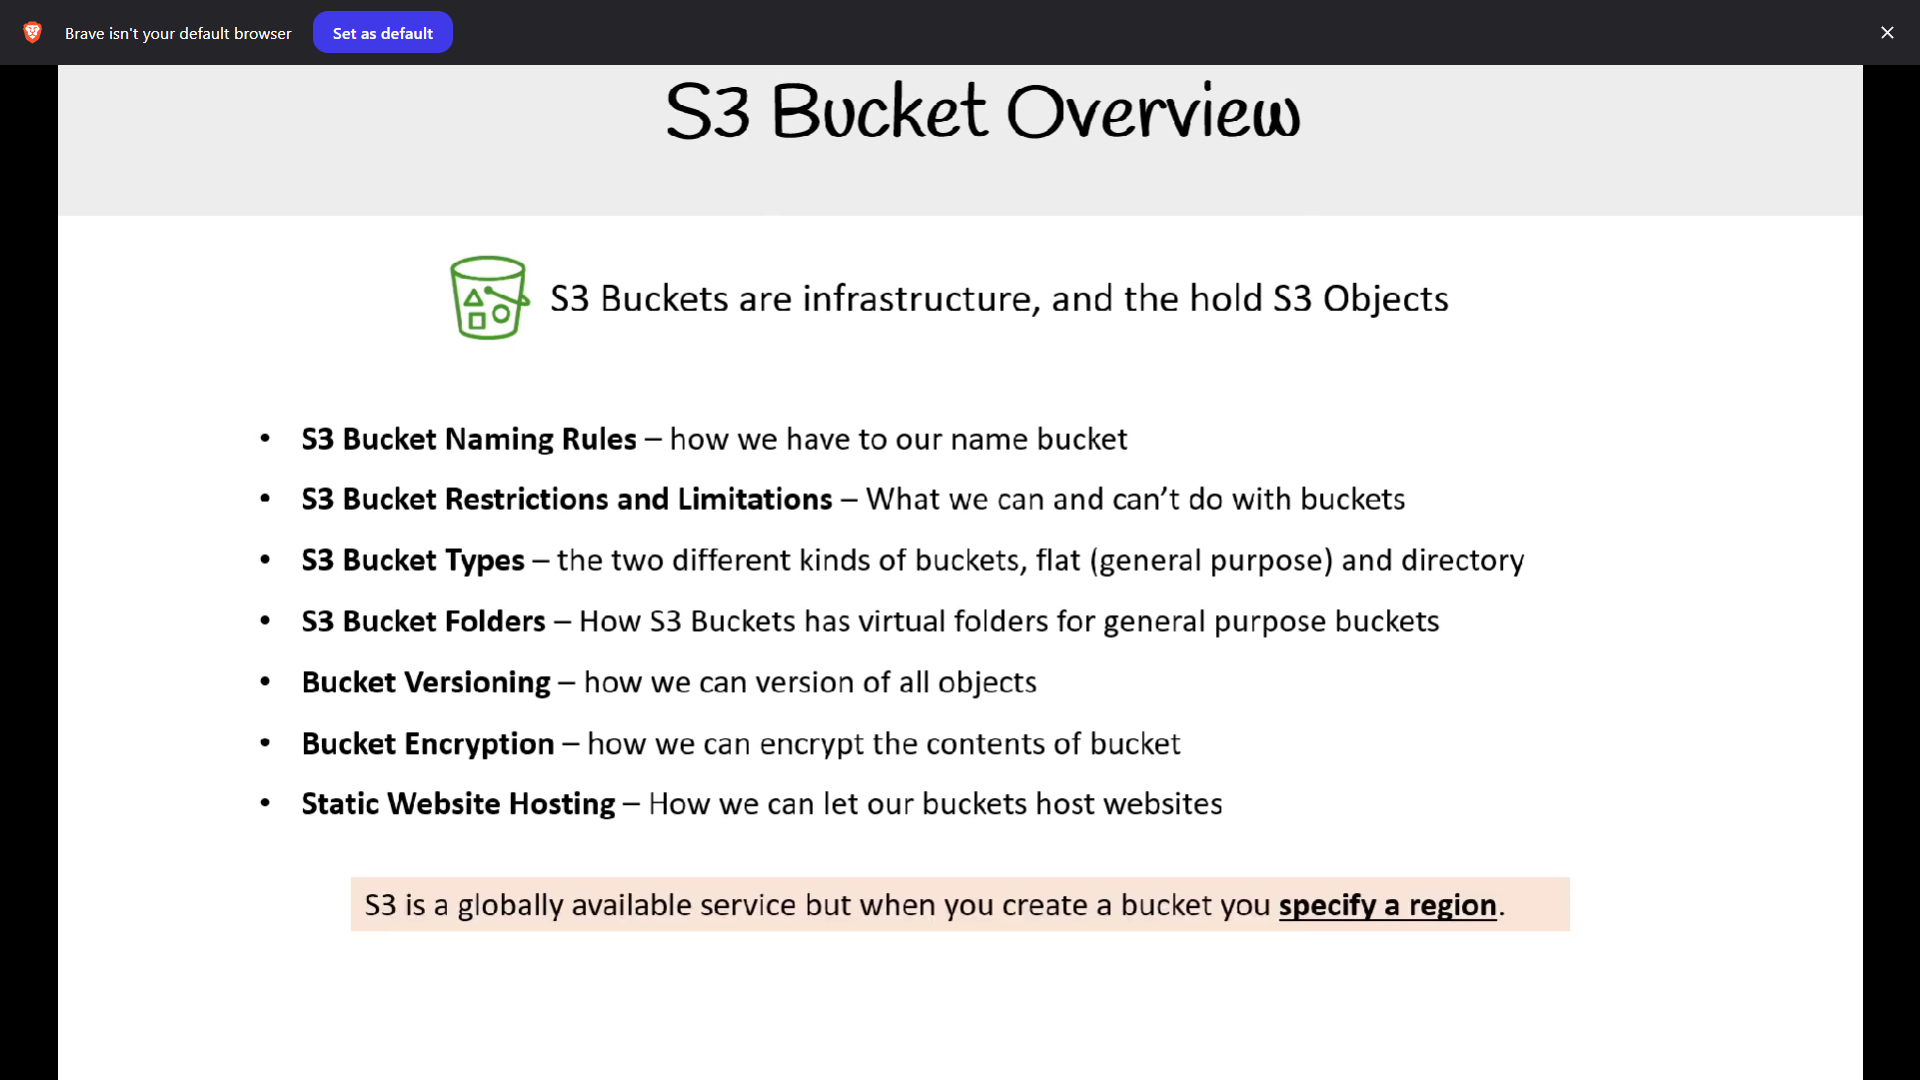 Brave isn't your default browser
Set as default
S3 Bucket Overview
S3 Buckets are infrastructure, and the hold S3 Objects
• S3 Bucket Naming Rules – how we have to our name bucket
• S3 Bucket Restrictions and Limitations – What we can and can’t do with buckets
• S3 Bucket Types – the two different kinds of buckets, flat (general purpose) and directory
• S3 Bucket Folders – How S3 Buckets has virtual folders for general purpose buckets
• Bucket Versioning – how we can version of all objects
• Bucket Encryption – how we can encrypt the contents of bucket
• Static Website Hosting – How we can let our buckets host websites
S3 is a globally available service but when you create a bucket you specify a region.